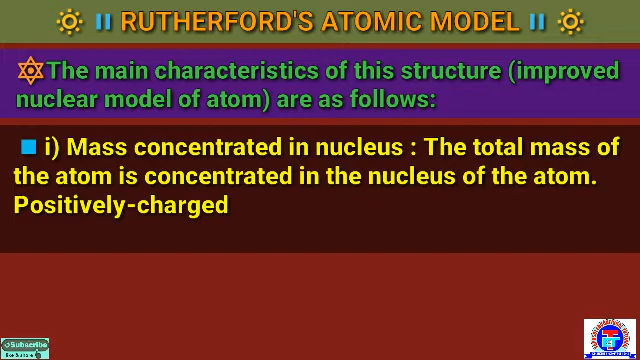 RUTHERFORD'S ATOMIC MODEL
The main characteristics of this structure (improved
nuclear model of atom) are as follows:
i) Mass concentrated in nucleus : The total mass of
the atom is concentrated in the nucleus of the atom.
Positively-charged
Subscribe